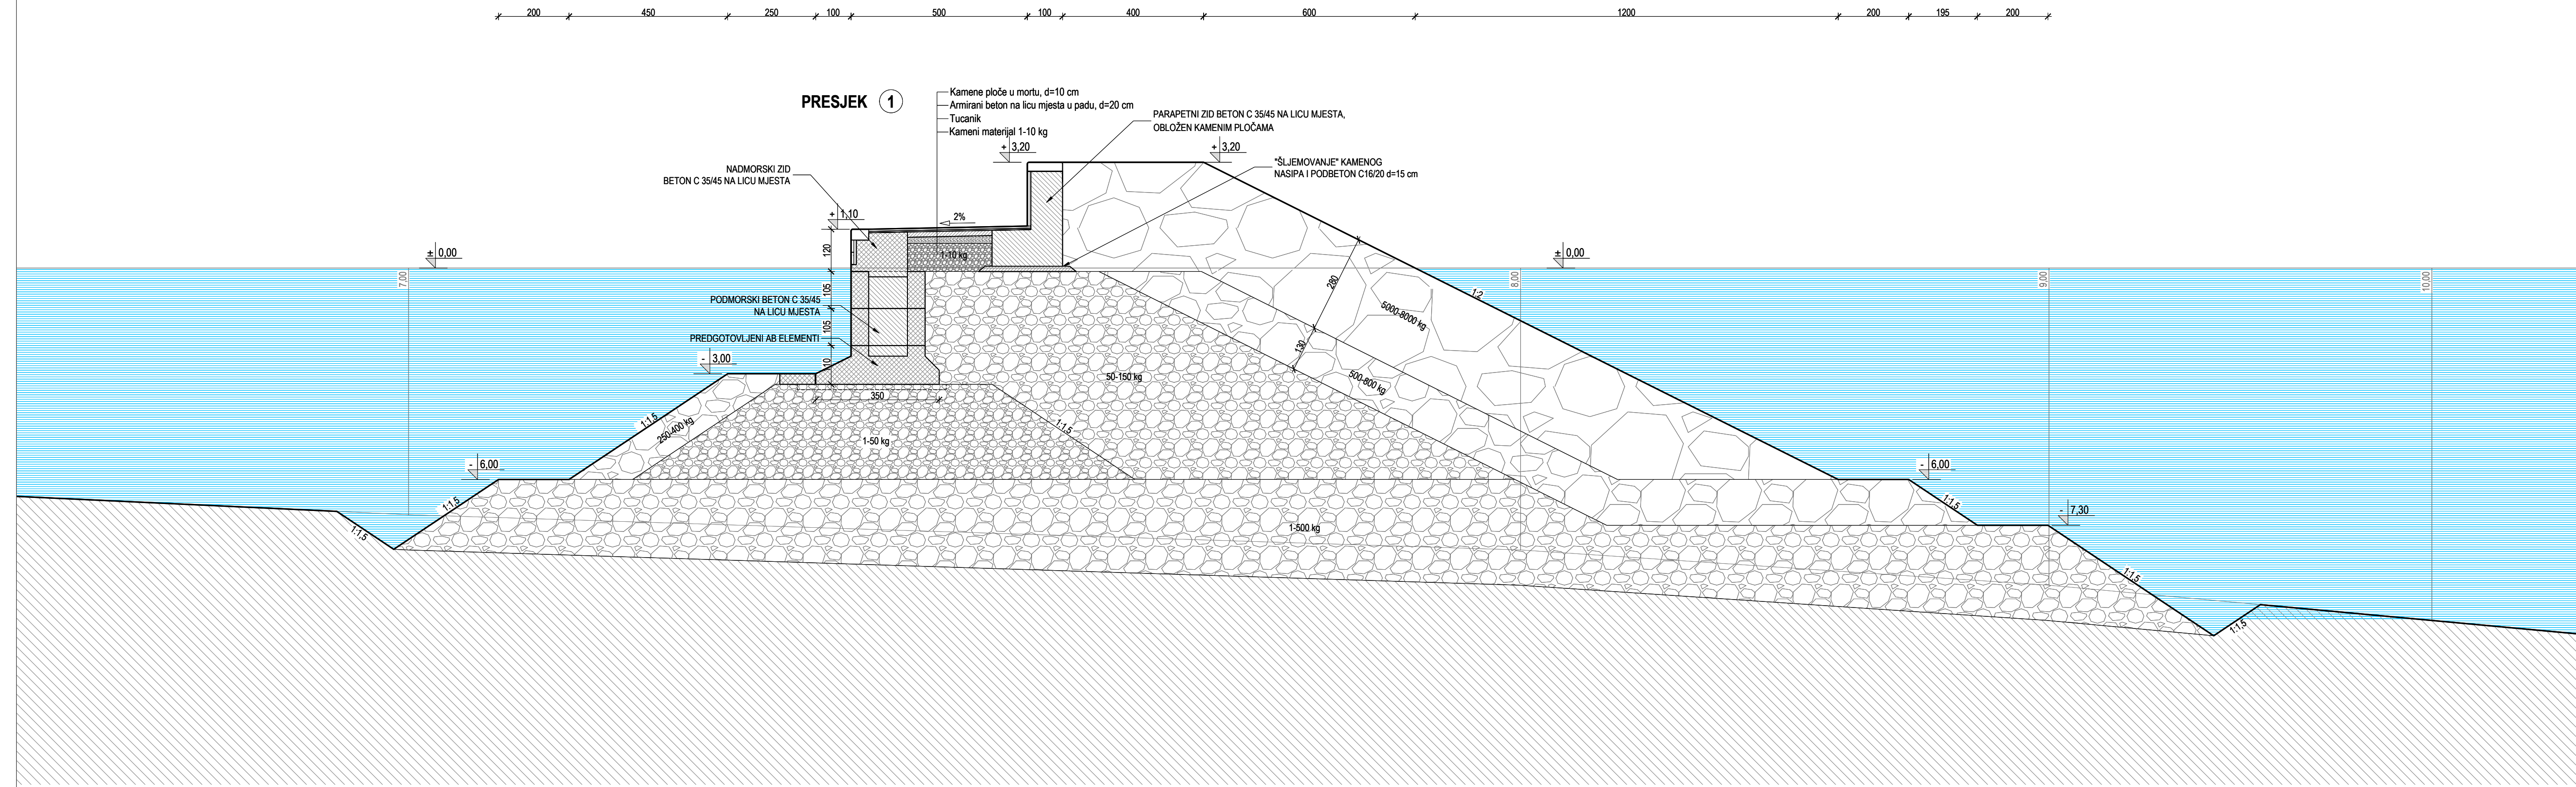 200 450 250 100 500 100 400 600 1200 200 195 200
PRESJEK 1
Kamene ploče u mortu, d=10 cm
Armirani beton na licu mjesta u padu, d=20 cm
Tucanik
Kameni materijal 1-10 kg
PARAPETNI ZID BETON C 35/45 NA LICU MJESTA,
OBLOŽEN KAMENIM PLOČAMA
+ 3,20
+ 3,20
"ŠLJEMOVANJE" KAMENOG
NASIPA I PODBETON C16/20 d=15 cm
NADMORSKI ZID
BETON C 35/45 NA LICU MJESTA
+ 1,10
2%
120
1-10 kg
± 0,00
± 0,00
7,00
8,00
9,00
10,00
105
280
1:2
PODMORSKI BETON C 35/45
NA LICU MJESTA
5000-8000 kg
105
PREDGOTOVLJENI AB ELEMENTI
130
- 3,00
110
50-150 kg
500-800 kg
350
1:1,5
250-400 kg
1:1,5
1-50 kg
- 6,00
- 6,00
1:1,5
1:1,5
- 7,30
1:1,5
1-500 kg
1:1,5
1:1,5